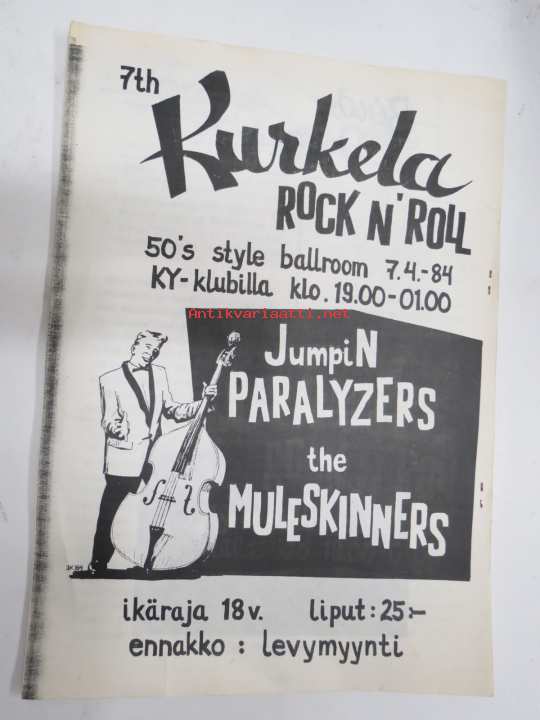 7th
Kurkela
ROCK N' ROLL
50's style ballroom 7.4.-84
KY-klubilla klo. 19.00-01.00
Antikvariaatti.net
JumpiN
PARALYZERS
the
MULESKINNERS
ikäraja 18v. liput: 25:-
ennakko : levymyynti